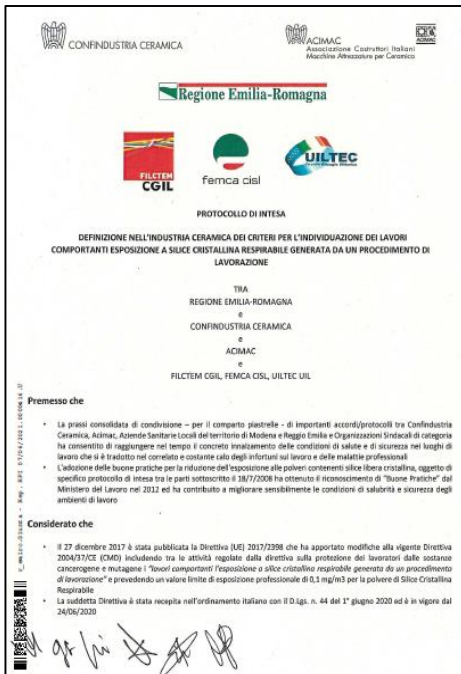 CONFINDUSTRIA CERAMICA
ACIMAC
Associazione Costruttori Italiani
Macchine Attrezzature per Ceramica
ACIMAC
Regione Emilia-Romagna
FILCTEM
CGIL
femca cisl
UILTEC
PROTOCOLLO DI INTESA
DEFINIZIONE NELL'INDUSTRIA CERAMICA DEI CRITERI PER L'INDIVIDUAZIONE DEI LAVORI
COMPORTANTI ESPOSIZIONE A SILICE CRISTALLINA RESPIRABILE GENERATA DA UN PROCEDIMENTO DI
LAVORAZIONE
TRA
REGIONE EMILIA-ROMAGNA
e
CONFINDUSTRIA CERAMICA
e
ACIMAC
e
FILCTEM CGIL, FEMCA CISL, UILTEC UIL
Premesso che
• La prassi consolidata di condivisione – per il comparto piastrelle - di importanti accordi/protocolli tra Confindustria
Ceramica, Acimac, Aziende Sanitarie Locali del territorio di Modena e Reggio Emilia e Organizzazioni Sindacali di categoria
ha consentito di raggiungere nel tempo il concreto innalzamento delle condizioni di salute e di sicurezza nei luoghi di
lavoro che si è tradotto nel correlato e costante calo degli infortuni sul lavoro e delle malattie professionali
• L'adozione delle buone pratiche per la riduzione dell'esposizione alle polveri contenenti silice libera cristallina, oggetto di
specifico protocollo di intesa tra le parti sottoscritto il 18/7/2008 ha ottenuto il riconoscimento di "Buone Pratiche" dal
Ministero del Lavoro nel 2012 ed ha contribuito a migliorare sensibilmente le condizioni di salubrità e sicurezza degli
ambienti di lavoro
Considerato che
• Il 27 dicembre 2017 è stata pubblicata la Direttiva (UE) 2017/2398 che ha apportato modifiche alla vigente Direttiva
2004/37/CE (CMD) includendo tra le attività regolate dalla direttiva sulla protezione dei lavoratori dalle sostanze
cancerogene e mutagene i "lavori comportanti l'esposizione a silice cristallina respirabile generata da un procedimento
di lavorazione" e prevedendo un valore limite di esposizione professionale di 0,1 mg/m3 per la polvere di Silice Cristallina
Respirabile
• La suddetta Direttiva è stata recepita nell'ordinamento italiano con il D.Lgs. n. 44 del 1° giugno 2020 ed è in vigore dal
24/06/2020